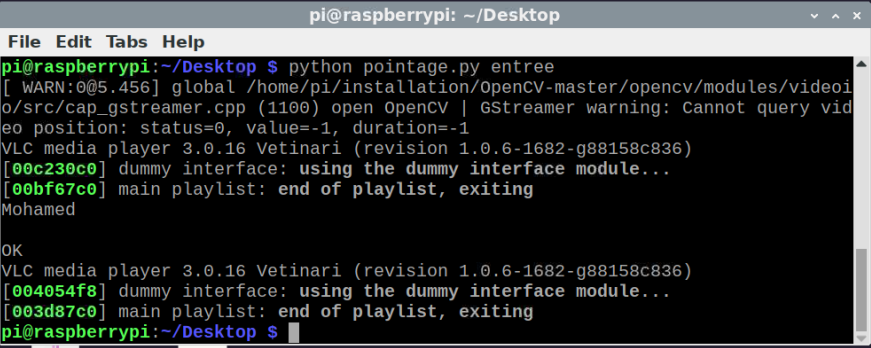 pi@raspberrypi: ~/Desktop
File Edit Tabs Help
pi@raspberrypi:~/Desktop $ python pointage.py entree
[ WARN:0@5.456] global /home/pi/installation/OpenCV-master/opencv/modules/videoi
o/src/cap_gstreamer.cpp (1100) open OpenCV | GStreamer warning: Cannot query vid
eo position: status=0, value=-1, duration=-1
VLC media player 3.0.16 Vetinari (revision 1.0.6-1682-g88158c836)
[00c230c0] dummy interface: using the dummy interface module...
[00bf67c0] main playlist: end of playlist, exiting
Mohamed
OK
VLC media player 3.0.16 Vetinari (revision 1.0.6-1682-g88158c836)
[004054f8] dummy interface: using the dummy interface module...
[003d87c0] main playlist: end of playlist, exiting
pi@raspberrypi:~/Desktop $